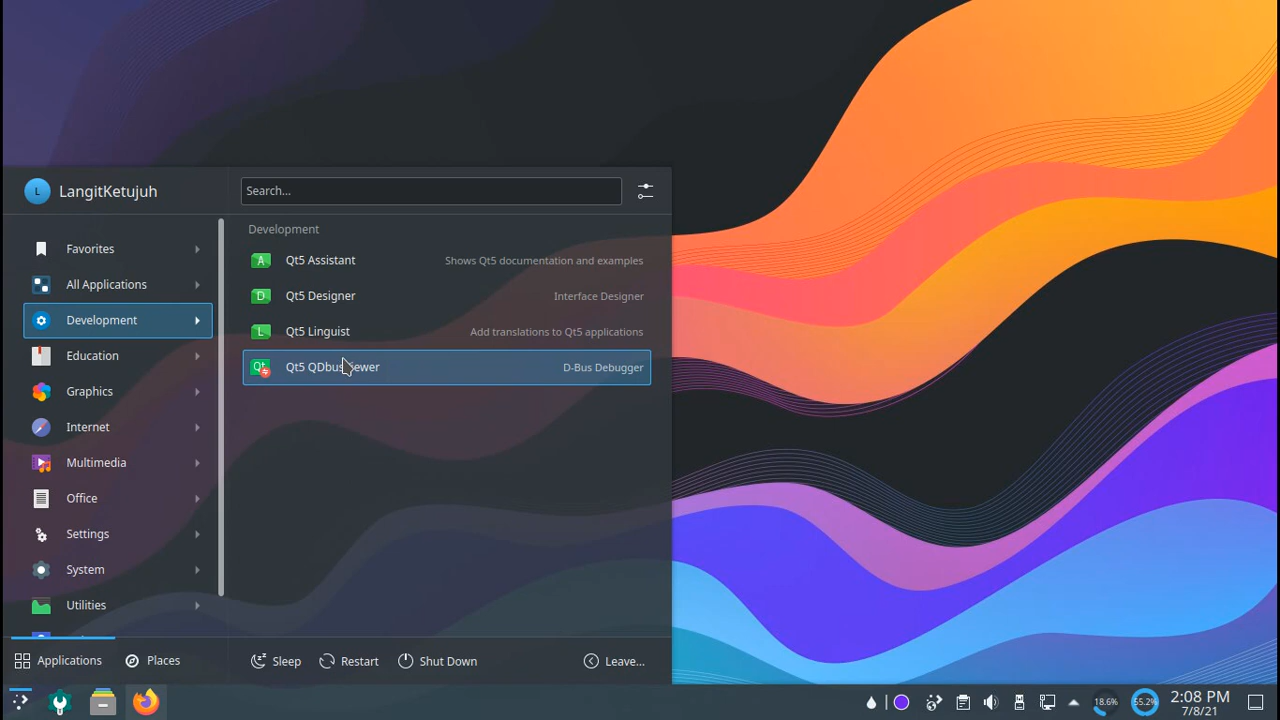 L LangitKetujuh
Search...
Favorites
All Applications
Development
Education
Graphics
Internet
Multimedia
Office
Settings
System
Utilities
Development
A Qt5 Assistant Shows Qt5 documentation and examples
D Qt5 Designer Interface Designer
L Qt5 Linguist Add translations to Qt5 applications
Qt Qt5 QDbusViewer D-Bus Debugger
Applications Places Sleep Restart Shut Down Leave...
18.6% 55.2% 2:08 PM
7/8/21